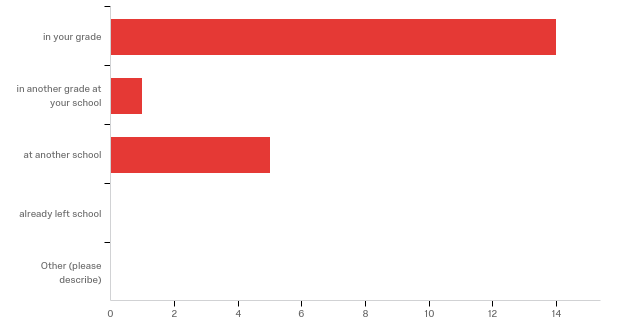 in your grade
in another grade at
your school
at another school
already left school
Other (please
describe)
0 2 4 6 8 10 12 14